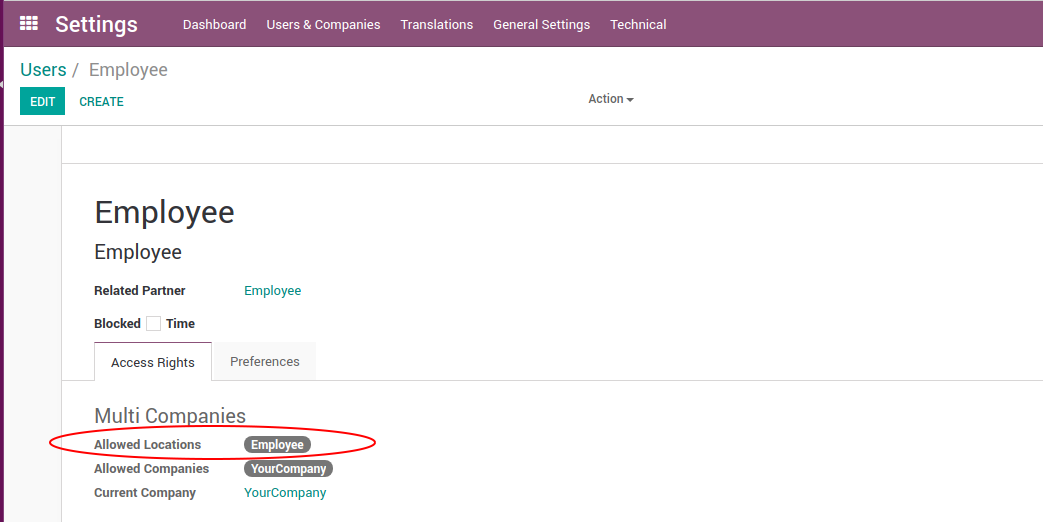 Settings Dashboard Users & Companies Translations General Settings Technical
Users / Employee
EDIT CREATE Action
Employee
Employee
Related Partner Employee
Blocked Time
Access Rights Preferences
Multi Companies
Allowed Locations Employee
Allowed Companies YourCompany
Current Company YourCompany